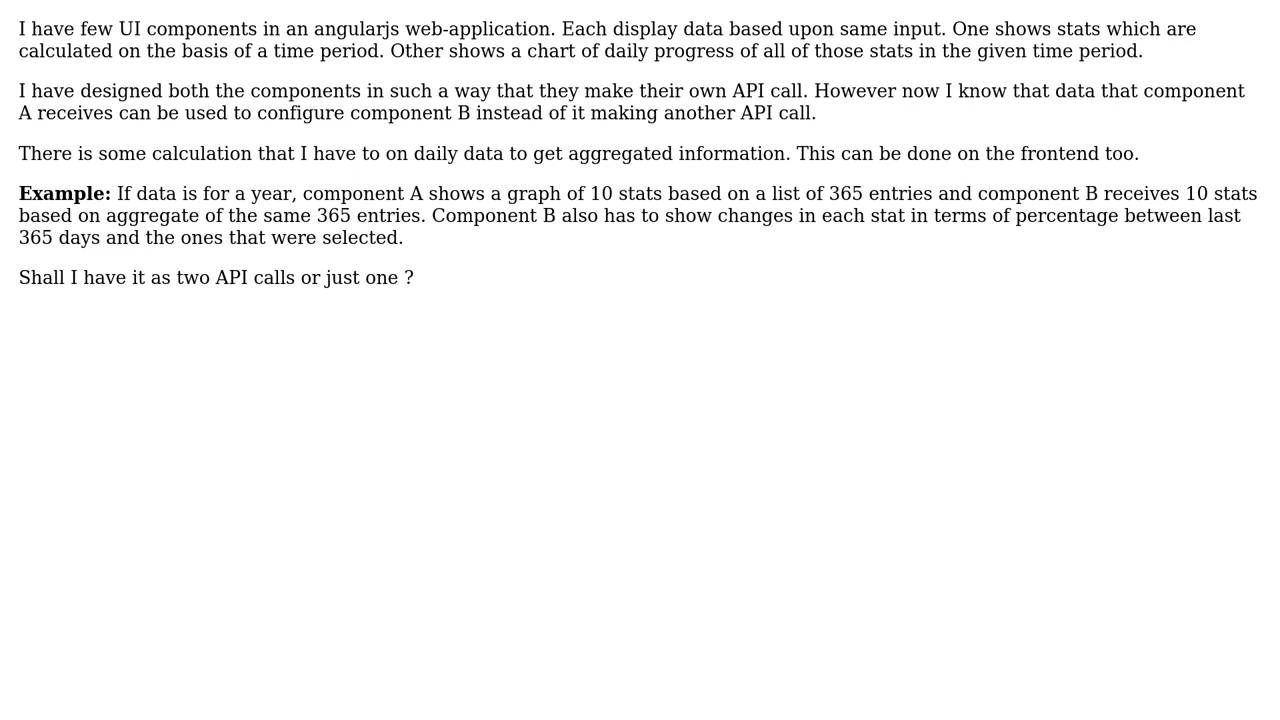 I have few UI components in an angularjs web-application. Each display data based upon same input. One shows stats which are
calculated on the basis of a time period. Other shows a chart of daily progress of all of those stats in the given time period.
I have designed both the components in such a way that they make their own API call. However now I know that data that component
A receives can be used to configure component B instead of it making another API call.
There is some calculation that I have to on daily data to get aggregated information. This can be done on the frontend too.
Example: If data is for a year, component A shows a graph of 10 stats based on a list of 365 entries and component B receives 10 stats
based on aggregate of the same 365 entries. Component B also has to show changes in each stat in terms of percentage between last
365 days and the ones that were selected.
Shall I have it as two API calls or just one ?